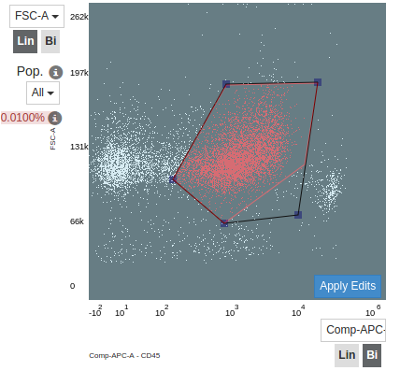 FSC-A
Lin Bi
Pop. i
All
0.0100% i
FSC-A
262k
197k
131k
66k
0
-10² 10¹ 10² 10³ 10⁴ 10⁶
Apply Edits
Comp-APC-
Lin Bi
Comp-APC-A - CD45